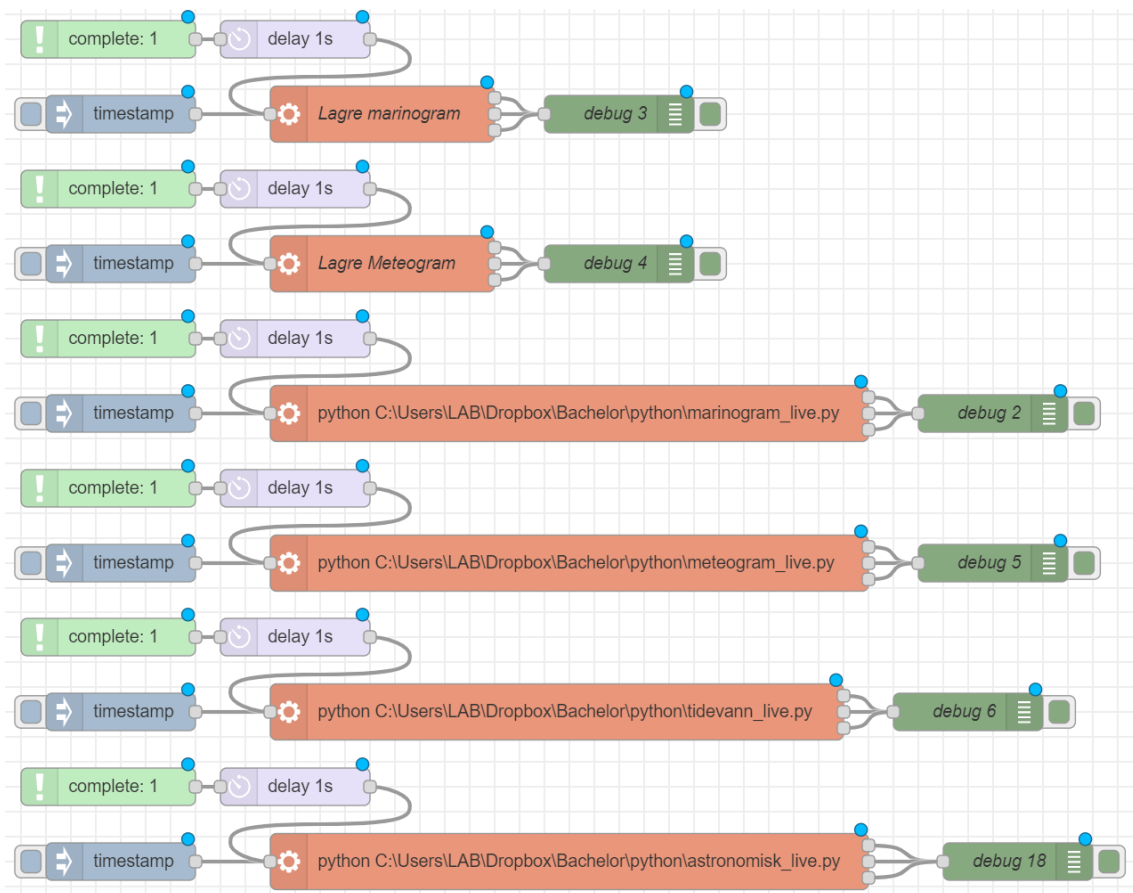 complete: 1 delay 1s
timestamp Lagre marinogram debug 3
complete: 1 delay 1s
timestamp Lagre Meteogram debug 4
complete: 1 delay 1s
timestamp python C:\Users\LAB\Dropbox\Bachelor\python\marinogram_live.py debug 2
complete: 1 delay 1s
timestamp python C:\Users\LAB\Dropbox\Bachelor\python\meteogram_live.py debug 5
complete: 1 delay 1s
timestamp python C:\Users\LAB\Dropbox\Bachelor\python\tidevann_live.py debug 6
complete: 1 delay 1s
timestamp python C:\Users\LAB\Dropbox\Bachelor\python\astronomisk_live.py debug 18